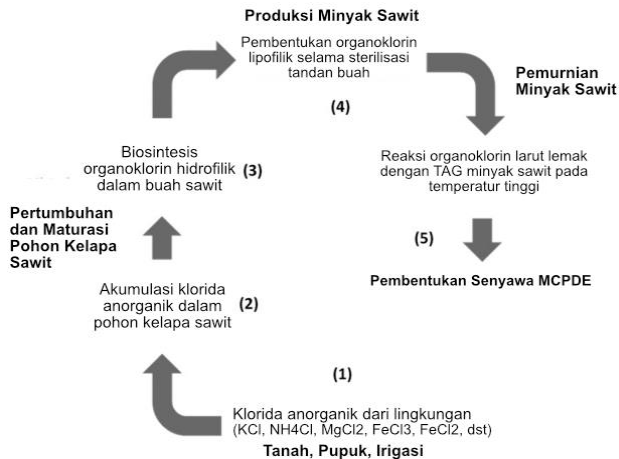 Produksi Minyak Sawit
Pembentukan organoklorin
lipofilik selama sterilisasi
tandan buah
(4)
Pemurnian
Minyak Sawit
Biosintesis
organoklorin hidrofilik (3)
dalam buah sawit
Reaksi organoklorin larut lemak
dengan TAG minyak sawit pada
temperatur tinggi
Pertumbuhan
dan Maturasi
Pohon Kelapa
Sawit
(5)
Pembentukan Senyawa MCPDE
Akumulasi klorida
anorganik dalam (2)
pohon kelapa sawit
(1)
Klorida anorganik dari lingkungan
(KCl, NH4Cl, MgCl2, FeCl3, FeCl2, dst)
Tanah, Pupuk, Irigasi